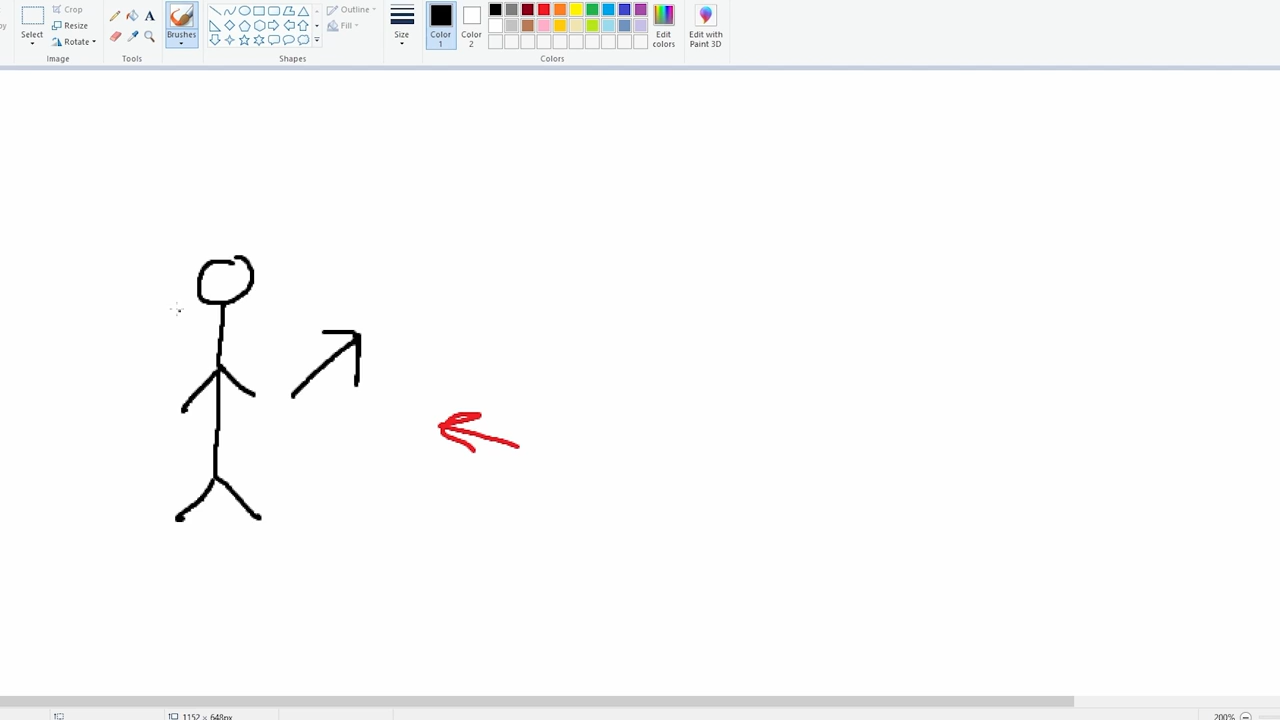 Crop
Outline
Resize
Fill
Select
Rotate
Brushes
Size
Color
1
Color
2
Edit
colors
Edit with
Paint 3D
Image
Tools
Shapes
Colors
1152 × 648px
200%